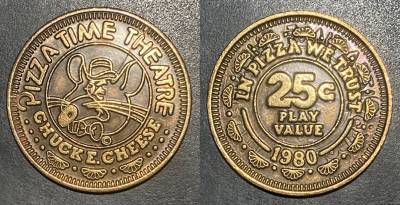 PIZZA TIME THEATRE
CHUCK E. CHEESE
IN PIZZA WE TRUST
25¢
PLAY
VALUE
1980